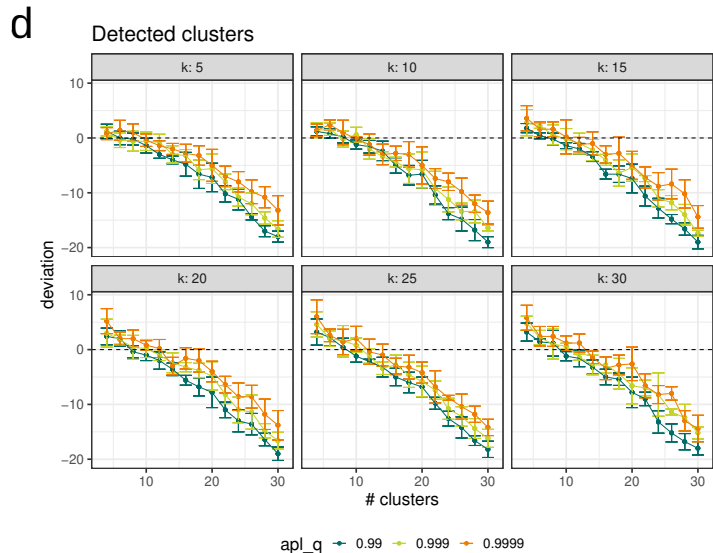 d
Detected clusters
k: 5 k: 10 k: 15
10
0
−10
−20
k: 20 k: 25 k: 30
10
0
−10
−20
deviation
10 20 30 10 20 30 10 20 30
# clusters
apl_q 0.99 0.999 0.9999